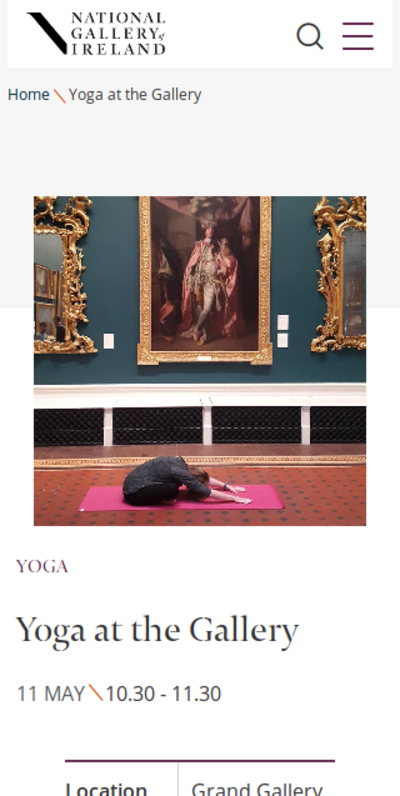 NATIONAL
GALLERY of
IRELAND
Home \ Yoga at the Gallery
YOGA
Yoga at the Gallery
11 MAY \ 10.30 - 11.30
Location Grand Gallery